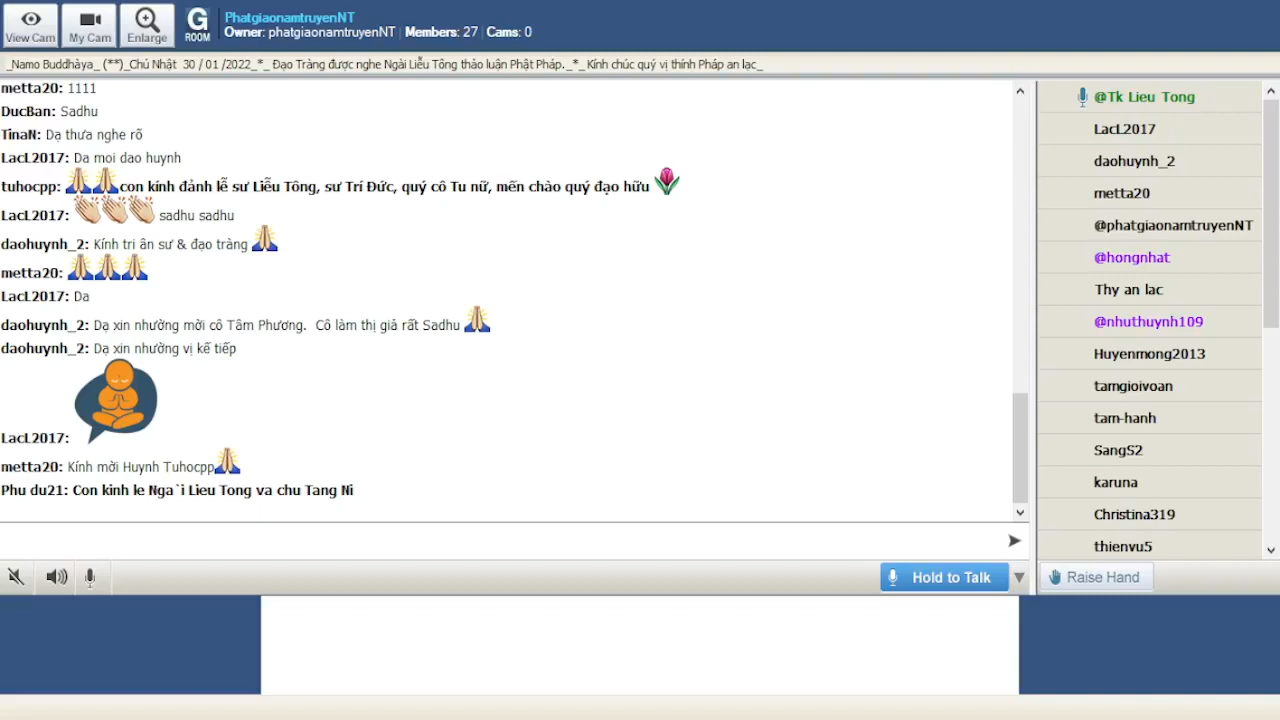 View Cam
My Cam
Enlarge
G
ROOM
PhatgiaonamtruyenNT
Owner: phatgiaonamtruyenNT | Members: 27 | Cams: 0
_Namo Buddhàya_ (**)_Chú Nhật 30 / 01 /2022_*_ Đạo Tràng được nghe Ngài Liễu Tông thảo luận Phật Pháp._*_Kính chúc quý vị thính Pháp an lạc_
metta20: 1111
DucBan: Sadhu
TinaN: Dạ thưa nghe rõ
LacL2017: Da moi dao huynh
tuhocpp: con kính đảnh lễ sư Liễu Tông, sư Trí Đức, quý cô Tu nữ, mến chào quý đạo hữu
LacL2017: sadhu sadhu
daohuynh_2: Kính tri ân sư & đạo tràng
metta20:
LacL2017: Da
daohuynh_2: Dạ xin nhường mời cô Tâm Phương. Cô làm thị giả rất Sadhu
daohuynh_2: Dạ xin nhường vị kế tiếp
LacL2017:
metta20: Kính mời Huynh Tuhocpp
Phu du21: Con kinh le Nga`i Lieu Tong va chu Tang Ni
Hold to Talk
@Tk Lieu Tong
LacL2017
daohuynh_2
metta20
@phatgiaonamtruyenNT
@hongnhat
Thy an lac
@nhuthuynh109
Huyenmong2013
tamgioivoan
tam-hanh
SangS2
karuna
Christina319
thienvu5
Raise Hand